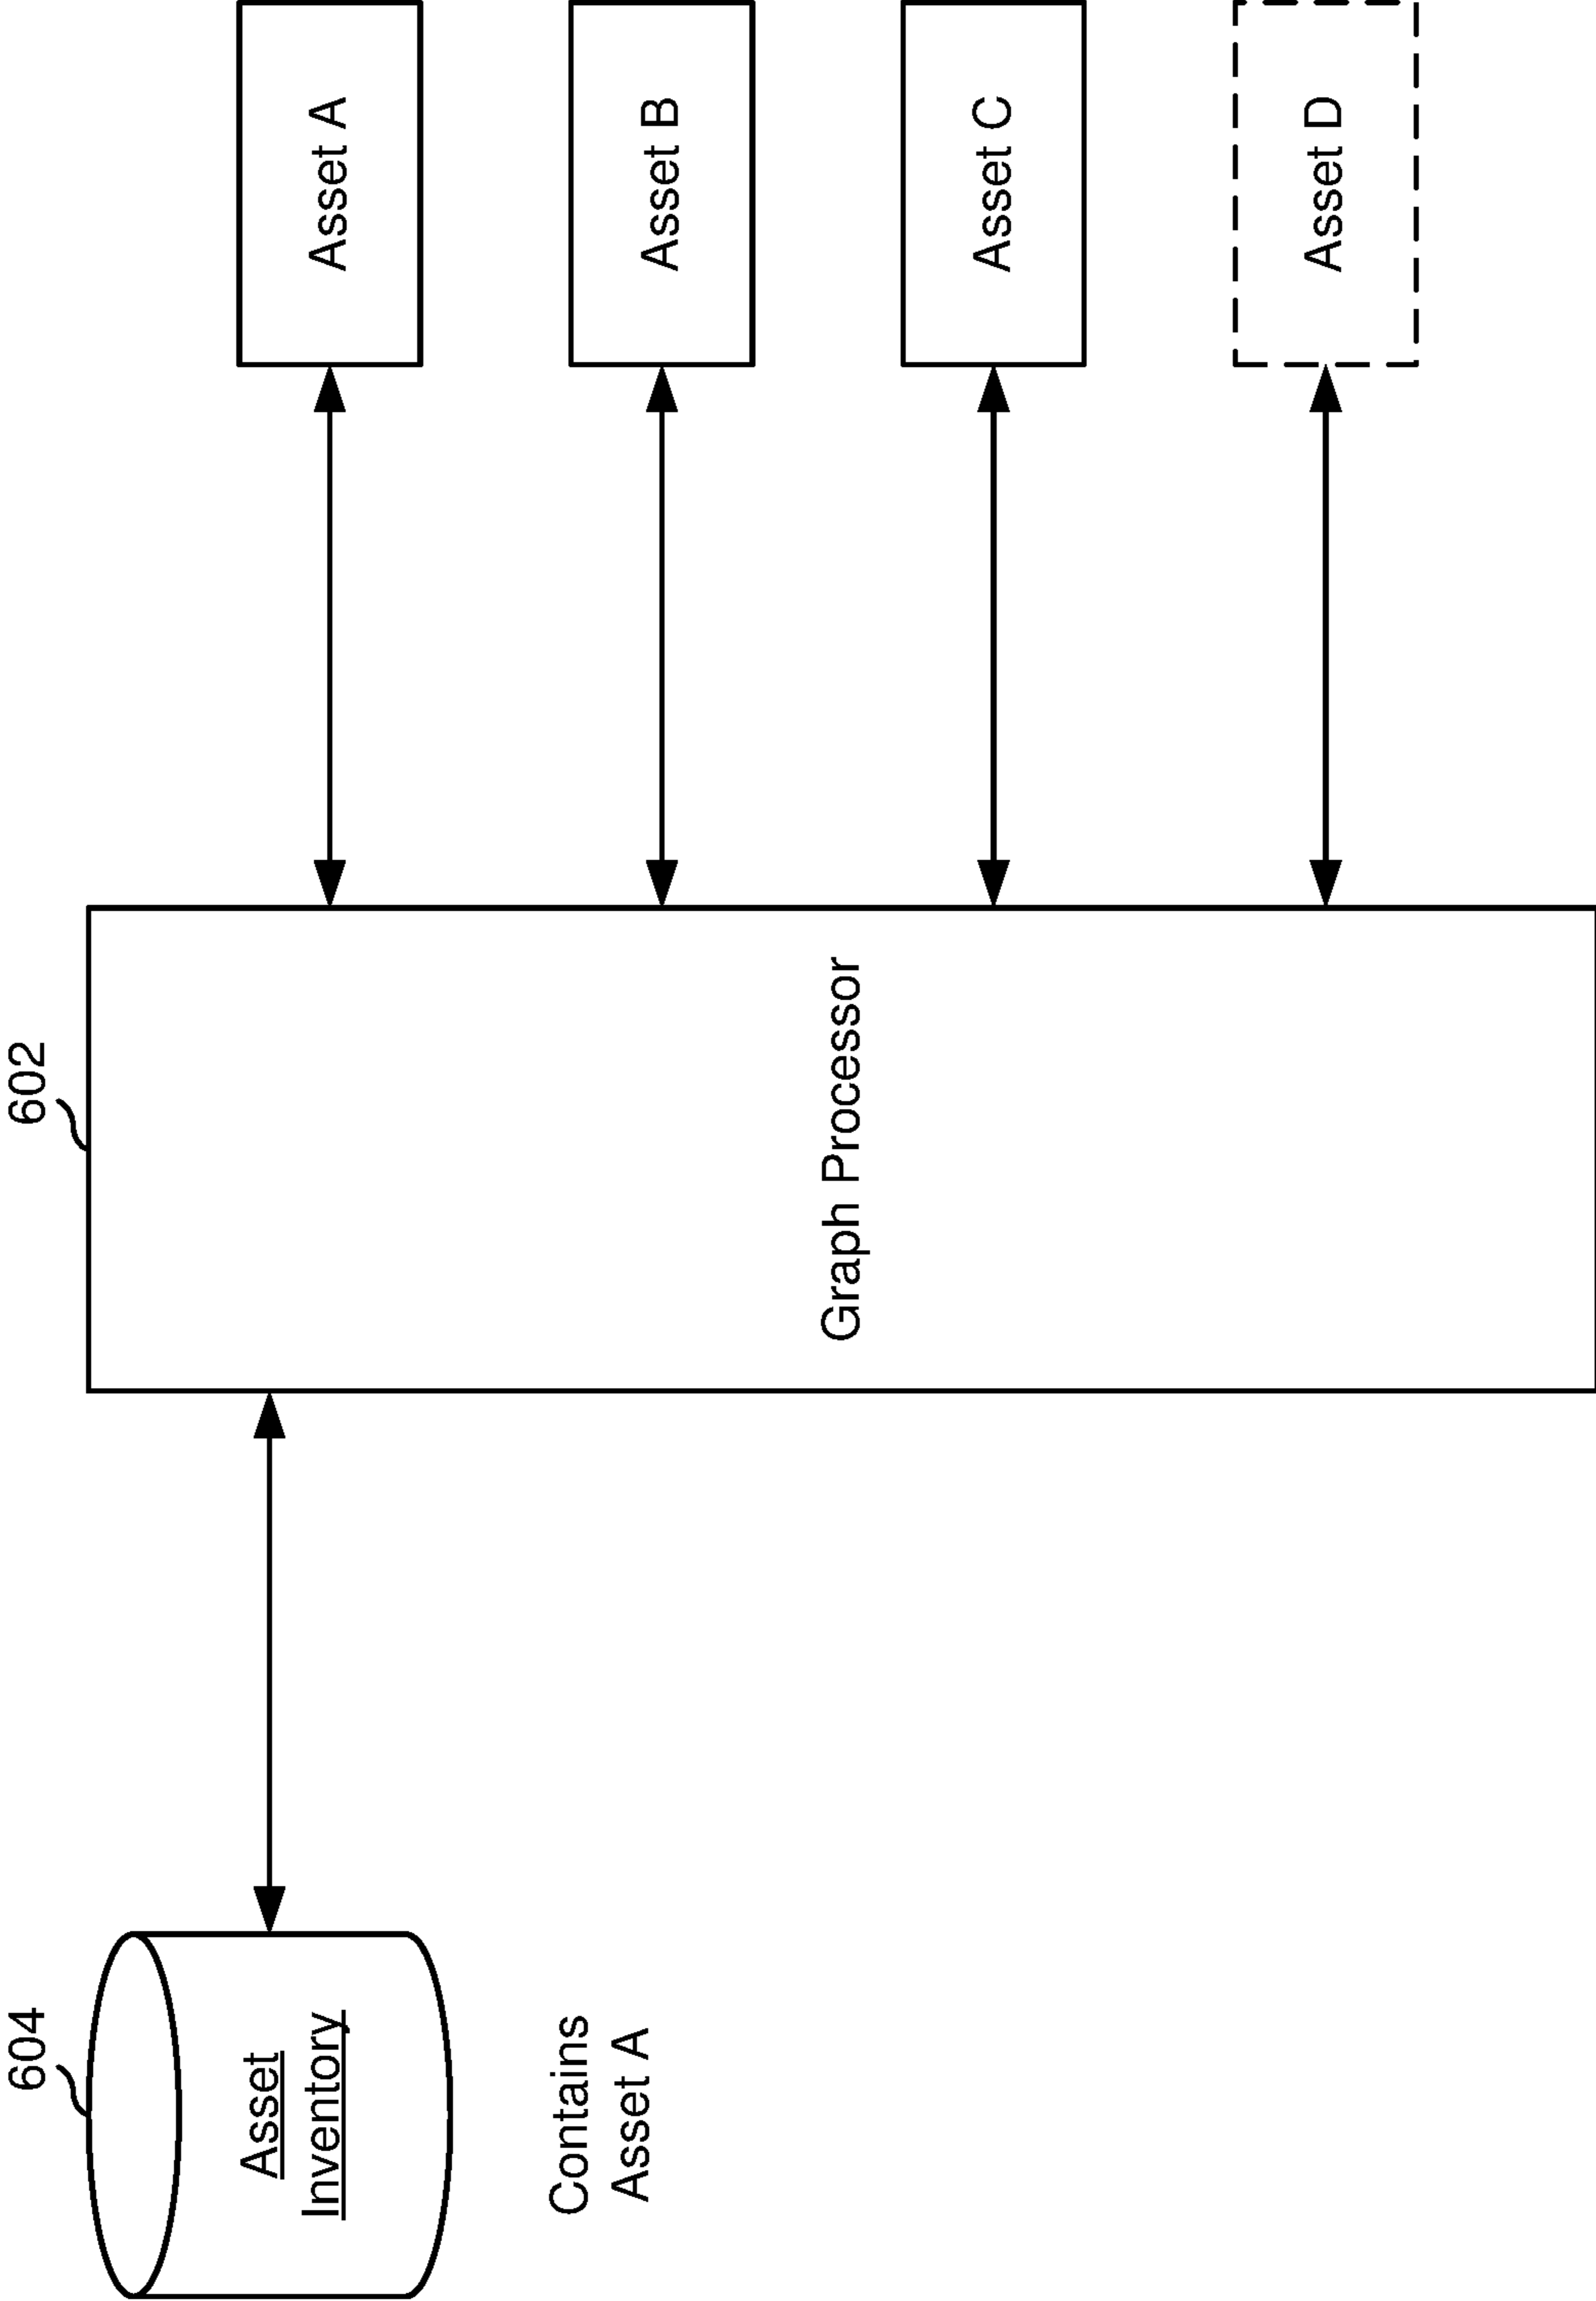 604
Asset
Inventory
Contains
Asset A
602
Graph Processor
Asset A
Asset B
Asset C
Asset D